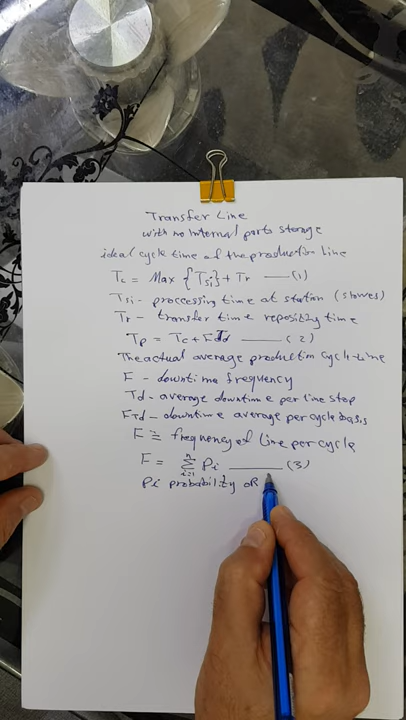 Transfer Line
with no Internal parts storage
ideal cycle time of the production Line
Tc = Max {Tsi} + Tr —— (1)
Tsi - proccessing time at station (slowes)
Tr - transfer time, repositig time
Tp = Tc + FTd —— (2)
The actual average production cycle-time
F - downtime frequency
Td - average downtime per line stop
FTd - downtime average per cycle basis
F ≡ frequency of Line per cycle
F = n∑i=1 Pi —— (3)
Pi probability of